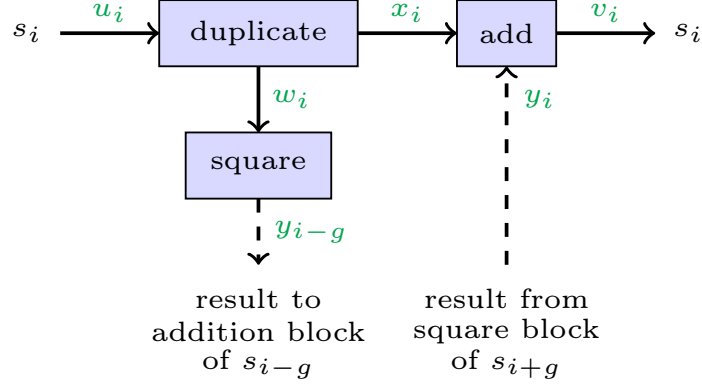 u_i x_i v_i
s_i duplicate add s_i
w_i y_i
square
y_{i-g}
result to
addition block
of s_{i-g}
result from
square block
of s_{i+g}